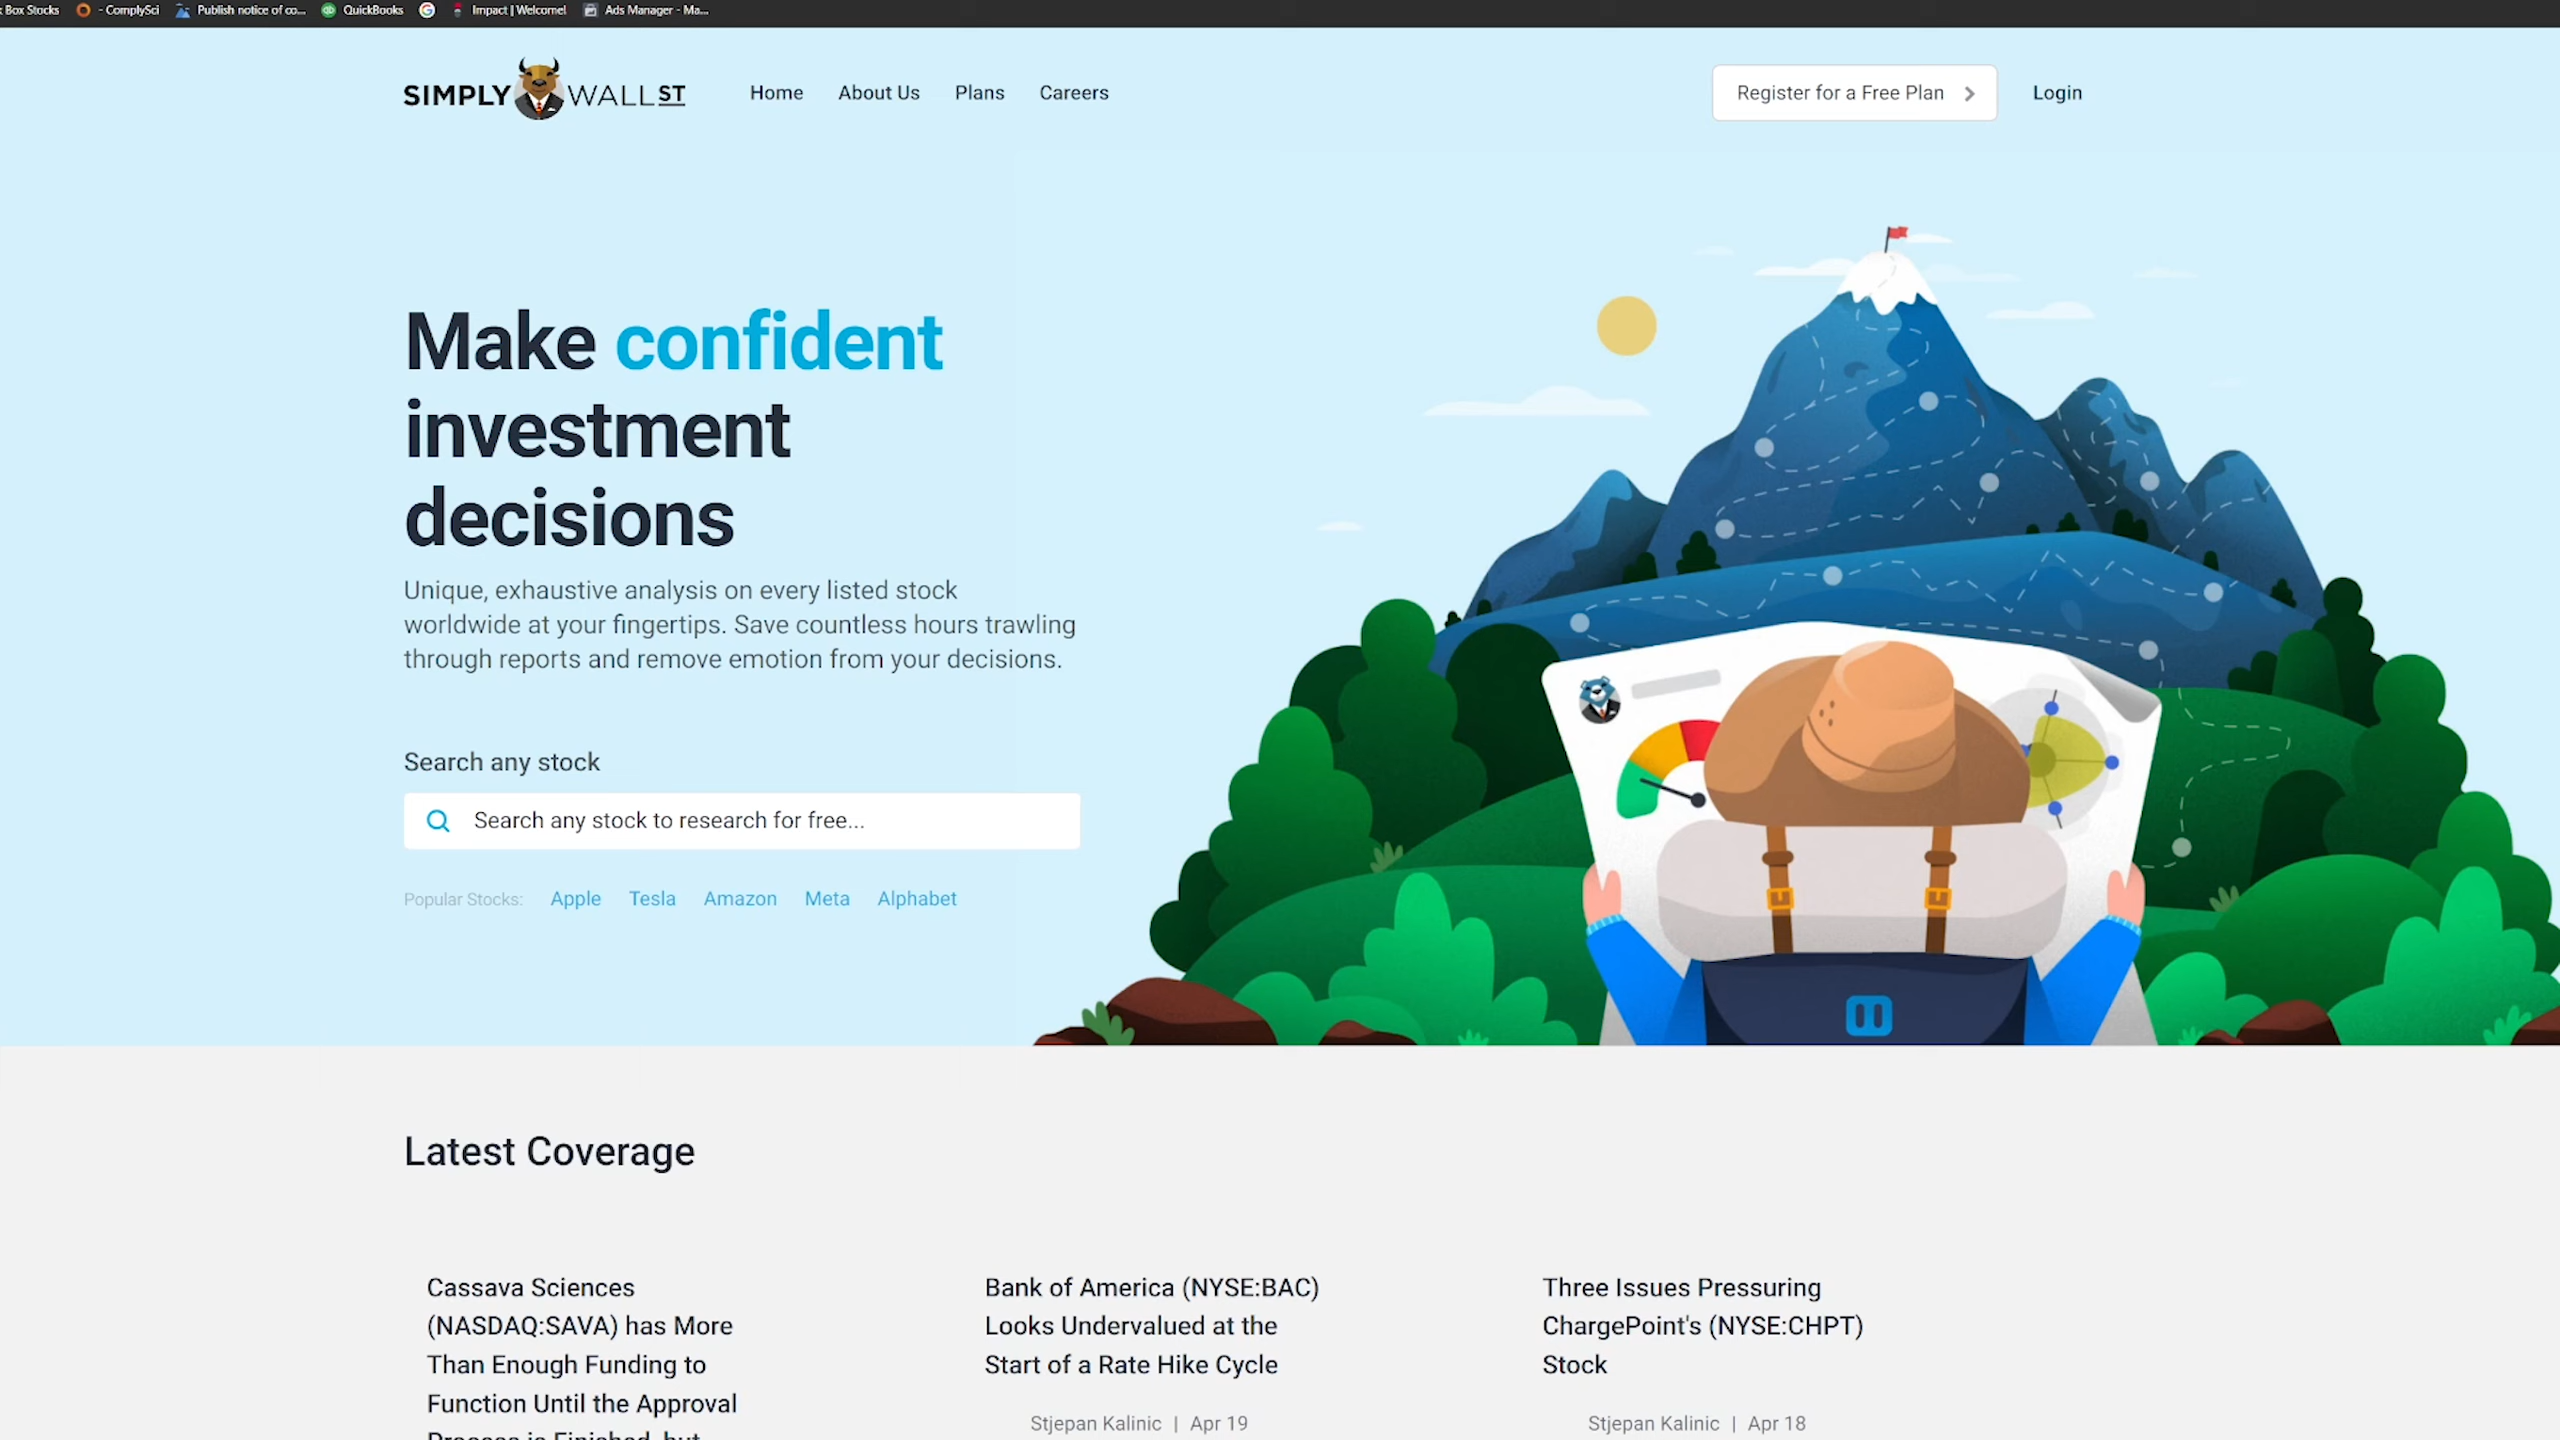 Box Stocks
- ComplySci
Publish notice of co...
QuickBooks
Impact | Welcome!
Ads Manager - Ma...
SIMPLY WALL ST
Home
About Us
Plans
Careers
Register for a Free Plan
Login
Make confident
investment
decisions
Unique, exhaustive analysis on every listed stock
worldwide at your fingertips. Save countless hours trawling
through reports and remove emotion from your decisions.
Search any stock
Search any stock to research for free...
Popular Stocks: Apple Tesla Amazon Meta Alphabet
Latest Coverage
Cassava Sciences
(NASDAQ:SAVA) has More
Than Enough Funding to
Function Until the Approval
Process is Finished, but
Bank of America (NYSE:BAC)
Looks Undervalued at the
Start of a Rate Hike Cycle
Stjepan Kalinic | Apr 19
Three Issues Pressuring
ChargePoint's (NYSE:CHPT)
Stock
Stjepan Kalinic | Apr 18